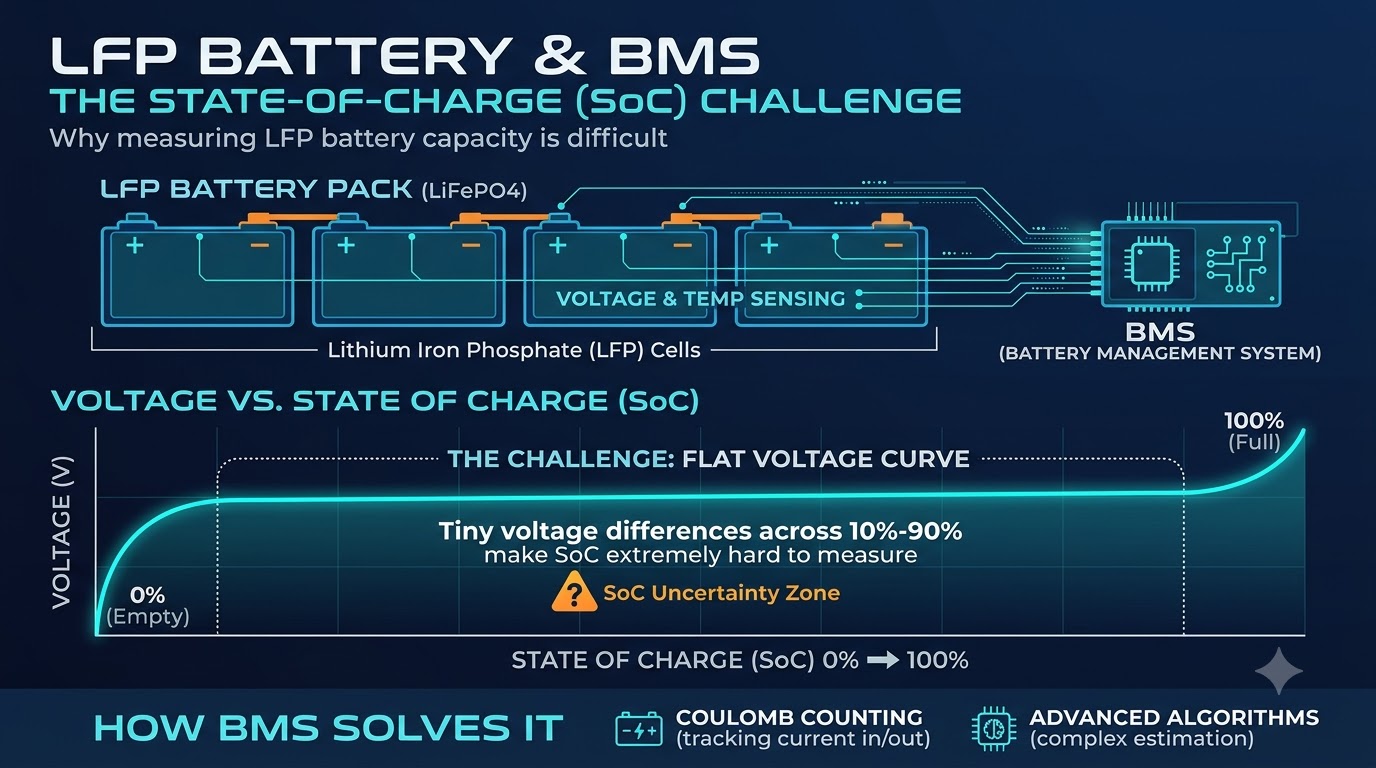 LFP BATTERY & BMS
THE STATE-OF-CHARGE (SoC) CHALLENGE
Why measuring LFP battery capacity is difficult
LFP BATTERY PACK (LiFePO4)
+ − + − + − + −
VOLTAGE & TEMP SENSING
Lithium Iron Phosphate (LFP) Cells
BMS
(BATTERY MANAGEMENT SYSTEM)
VOLTAGE VS. STATE OF CHARGE (SoC)
100%
(Full)
THE CHALLENGE: FLAT VOLTAGE CURVE
VOLTAGE (V)
Tiny voltage differences across 10%-90%
make SoC extremely hard to measure
? SoC Uncertainty Zone
0%
(Empty)
STATE OF CHARGE (SoC) 0% → 100%
HOW BMS SOLVES IT
COULOMB COUNTING
(tracking current in/out)
ADVANCED ALGORITHMS
(complex estimation)